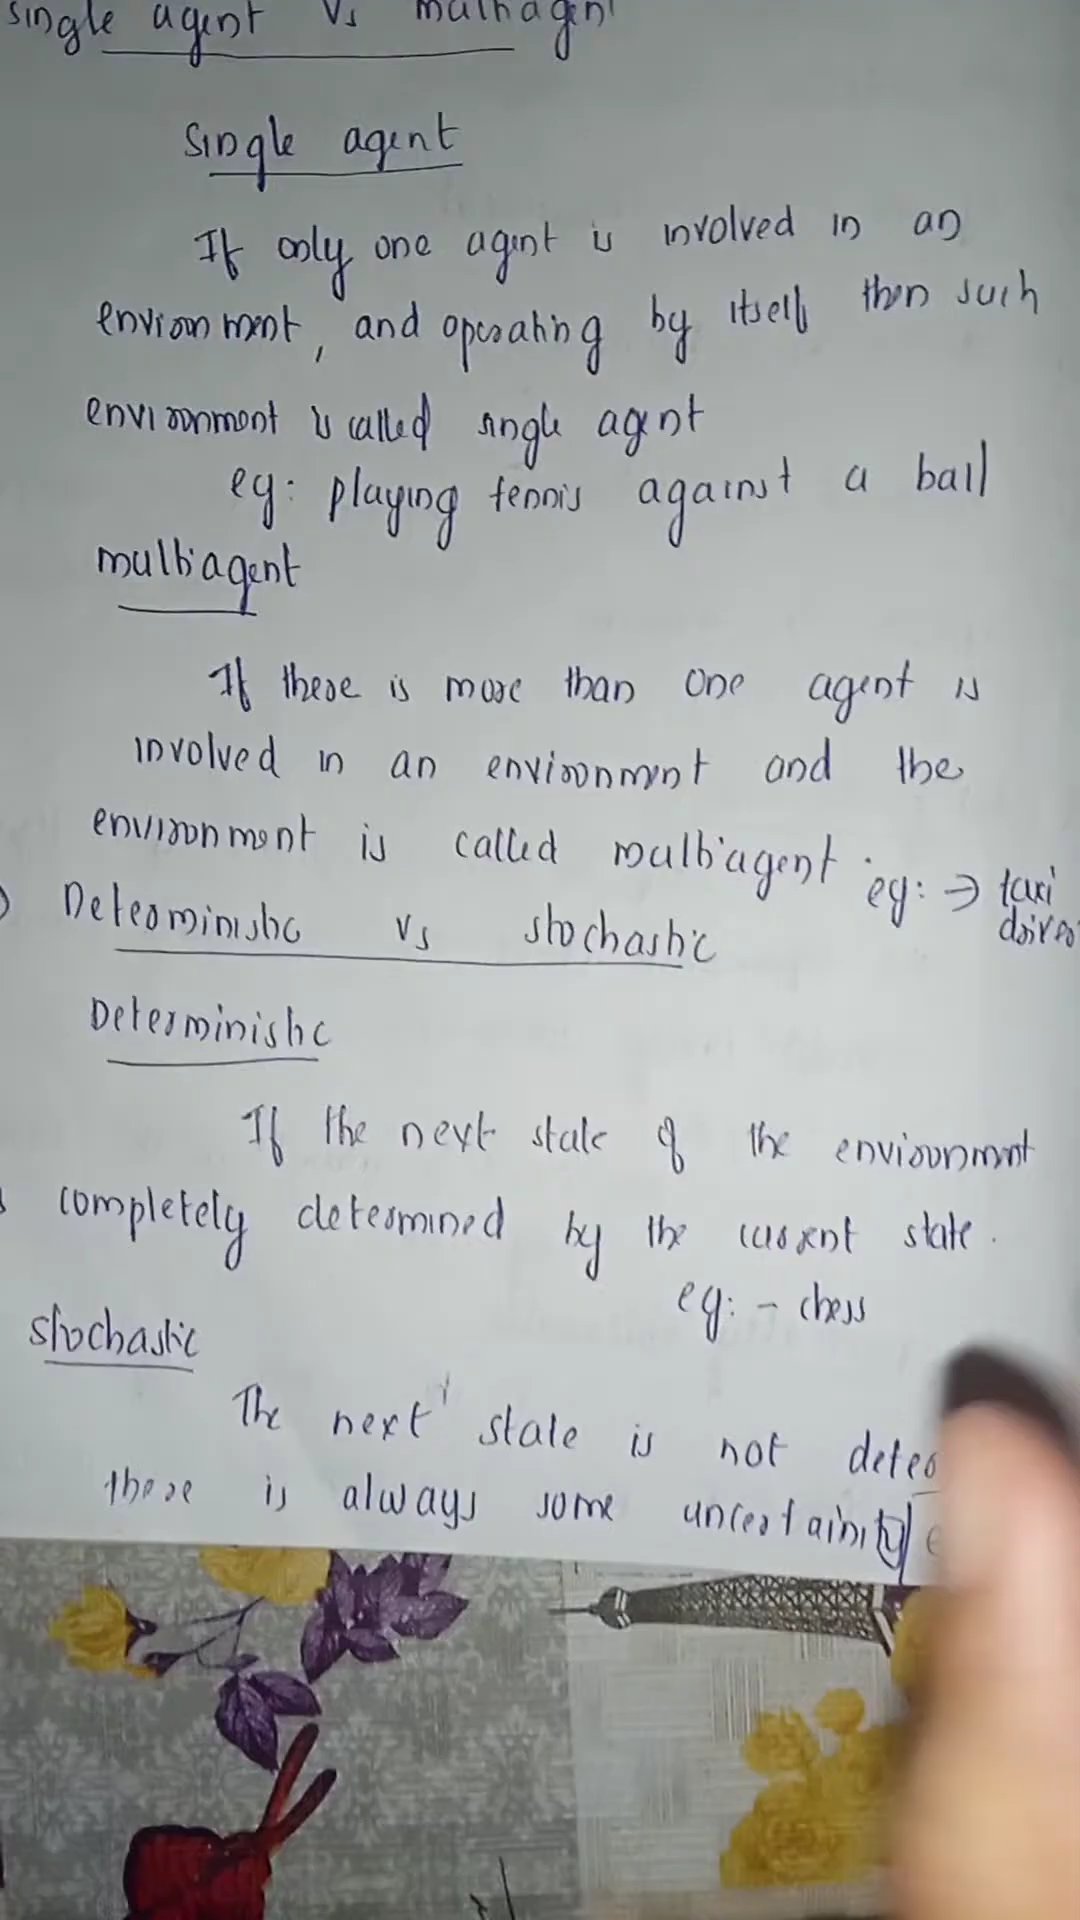 single agent vs multiagent
single agent
If only one agent is involved in an
environment, and operating by itself then such
environment is called single agent
eg: playing tennis against a ball
multiagent
If there is more than one agent is
involved in an environment and the
environment is called multiagent eg: ⇒ taxi
driver
Deterministic vs stochastic
Deterministic
If the next state of the environment
completely determined by the current state.
eg: - chess
stochastic
The next state is not deter
there is always some uncertainity